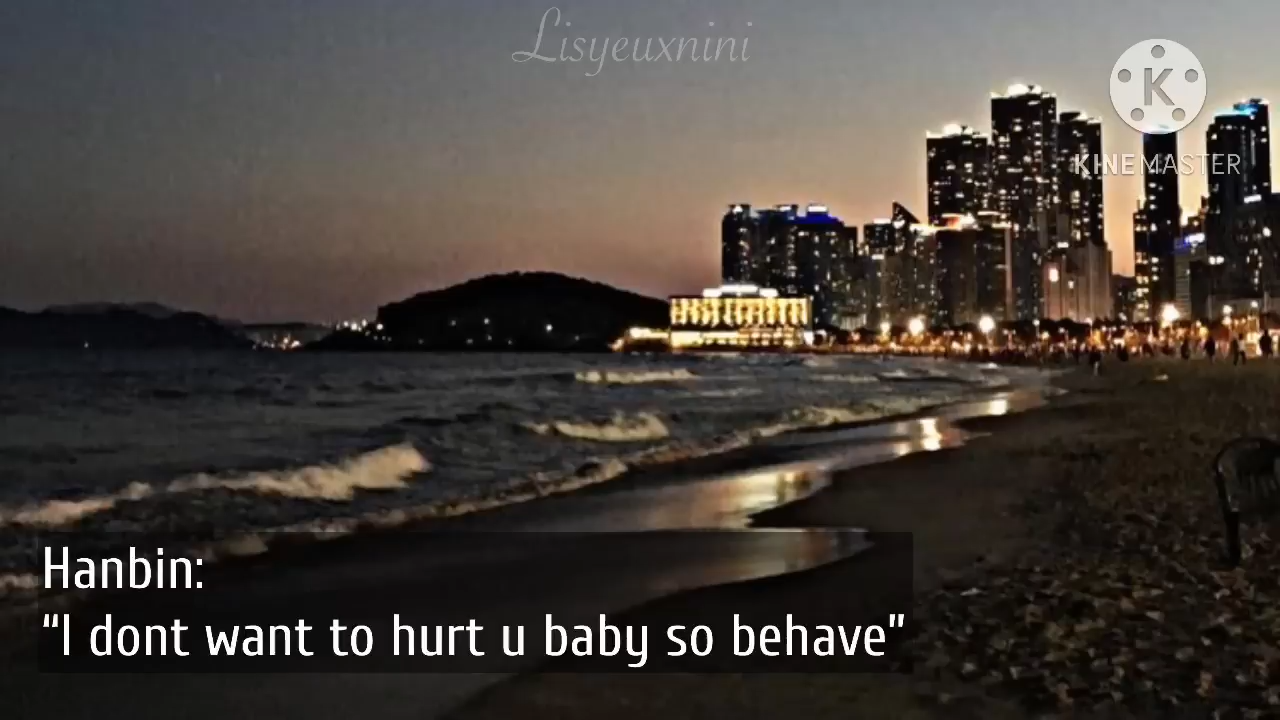 Lisyeuxnini
K
KINEMASTER
Hanbin:
“I dont want to hurt u baby so behave”